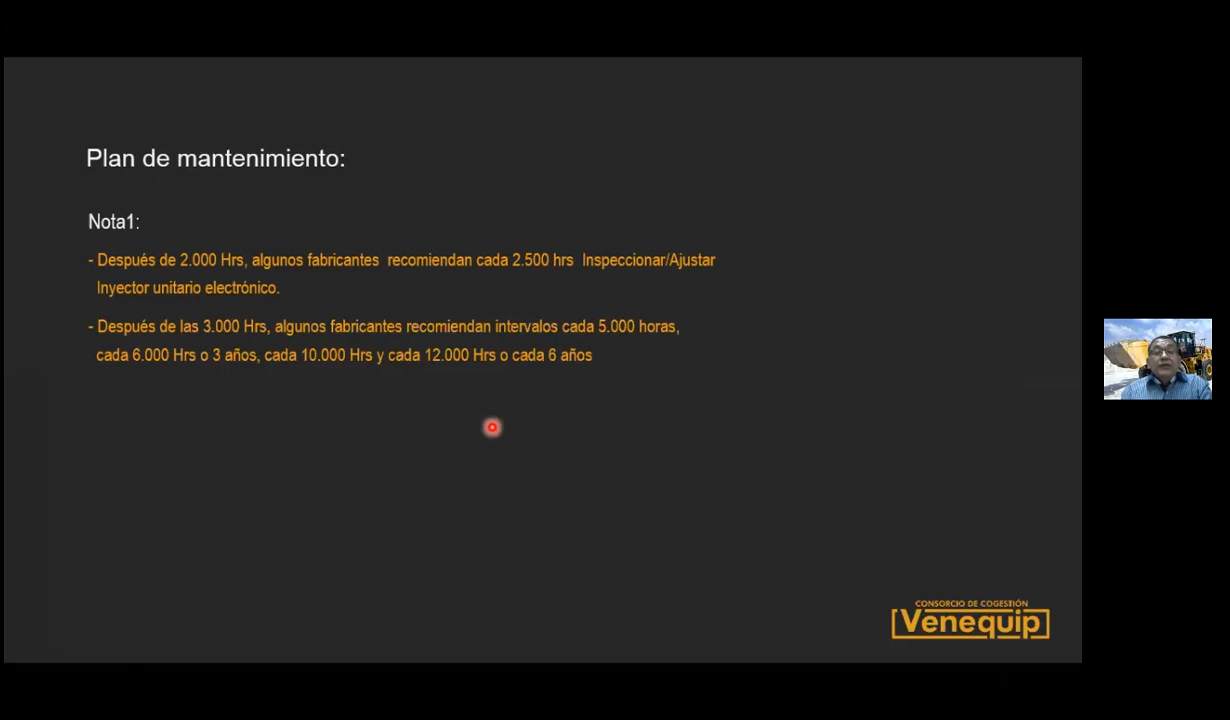 Plan de mantenimiento:
Nota1:
- Después de 2.000 Hrs, algunos fabricantes recomiendan cada 2.500 hrs Inspeccionar/Ajustar
Inyector unitario electrónico.
- Después de las 3.000 Hrs, algunos fabricantes recomiendan intervalos cada 5.000 horas,
cada 6.000 Hrs o 3 años, cada 10.000 Hrs y cada 12.000 Hrs o cada 6 años
CONSORCIO DE COGESTIÓN
Venequip